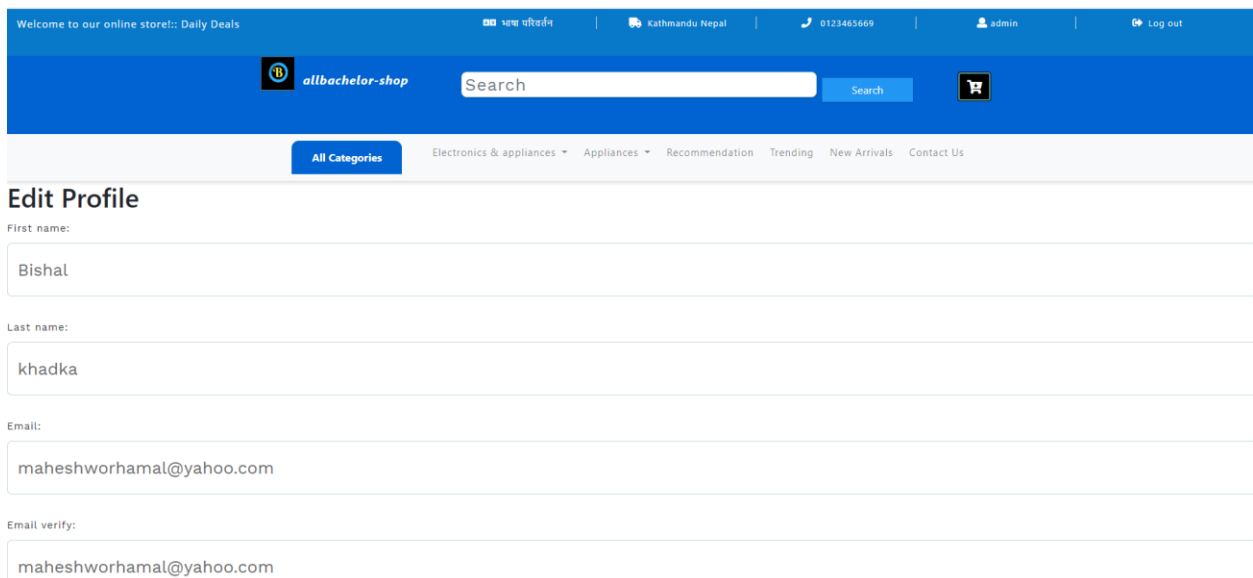 Welcome to our online store!:: Daily Deals भाषा परिवर्तन Kathmandu Nepal 0123465669 admin Log out
B allbachelor-shop Search Search
All Categories Electronics & appliances Appliances Recommendation Trending New Arrivals Contact Us
Edit Profile
First name:
Bishal
Last name:
khadka
Email:
maheshworhamal@yahoo.com
Email verify:
maheshworhamal@yahoo.com